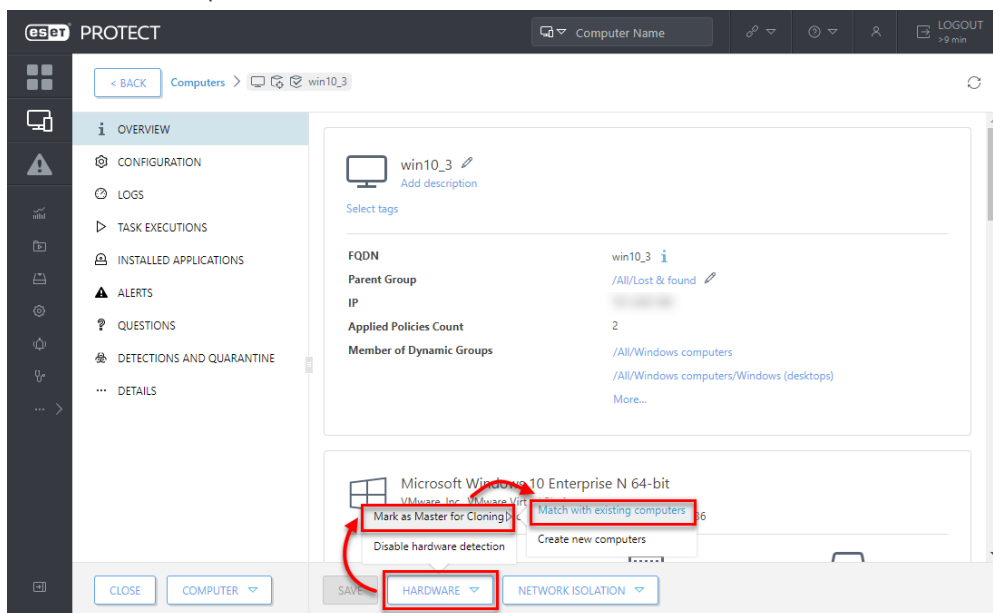 eset PROTECT
Computer Name
LOGOUT
>9 min
< BACK
Computers > win10_3
OVERVIEW
CONFIGURATION
LOGS
TASK EXECUTIONS
INSTALLED APPLICATIONS
ALERTS
QUESTIONS
DETECTIONS AND QUARANTINE
DETAILS
win10_3
Add description
Select tags
FQDN win10_3
Parent Group /All/Lost & found
IP
Applied Policies Count 2
Member of Dynamic Groups /All/Windows computers
/All/Windows computers/Windows (desktops)
More...
Microsoft Windows 10 Enterprise N 64-bit
VMware, Inc. VMware
Mark as Master for Cloning
Match with existing computers
Disable hardware detection
Create new computers
CLOSE
COMPUTER
SAVE
HARDWARE
NETWORK ISOLATION